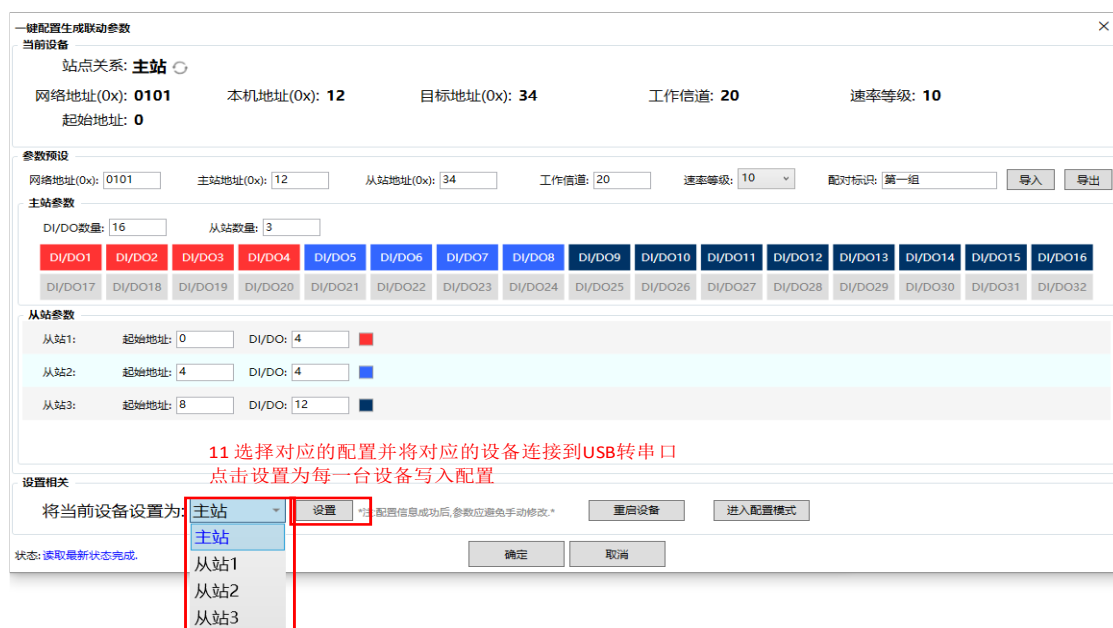 一键配置生成联动参数 ×
当前设备
站点关系: 主站
网络地址(0x): 0101 本机地址(0x): 12 目标地址(0x): 34 工作信道: 20 速率等级: 10
起始地址: 0
参数预设
网络地址(0x): 0101 主站地址(0x): 12 从站地址(0x): 34 工作信道: 20 速率等级: 10 配对标识: 第一组 导入 导出
主站参数
DI/DO数量: 16 从站数量: 3
DI/DO1 DI/DO2 DI/DO3 DI/DO4 DI/DO5 DI/DO6 DI/DO7 DI/DO8 DI/DO9 DI/DO10 DI/DO11 DI/DO12 DI/DO13 DI/DO14 DI/DO15 DI/DO16
DI/DO17 DI/DO18 DI/DO19 DI/DO20 DI/DO21 DI/DO22 DI/DO23 DI/DO24 DI/DO25 DI/DO26 DI/DO27 DI/DO28 DI/DO29 DI/DO30 DI/DO31 DI/DO32
从站参数
从站1: 起始地址: 0 DI/DO: 4
从站2: 起始地址: 4 DI/DO: 4
从站3: 起始地址: 8 DI/DO: 12
11 选择对应的配置并将对应的设备连接到USB转串口
点击设置为每一台设备写入配置
设置相关
将当前设备设置为: 主站 设置 *注:配置信息成功后,参数应避免手动修改.* 重启设备 进入配置模式
主站
状态: 读取最新状态完成. 确定 取消
从站1
从站2
从站3